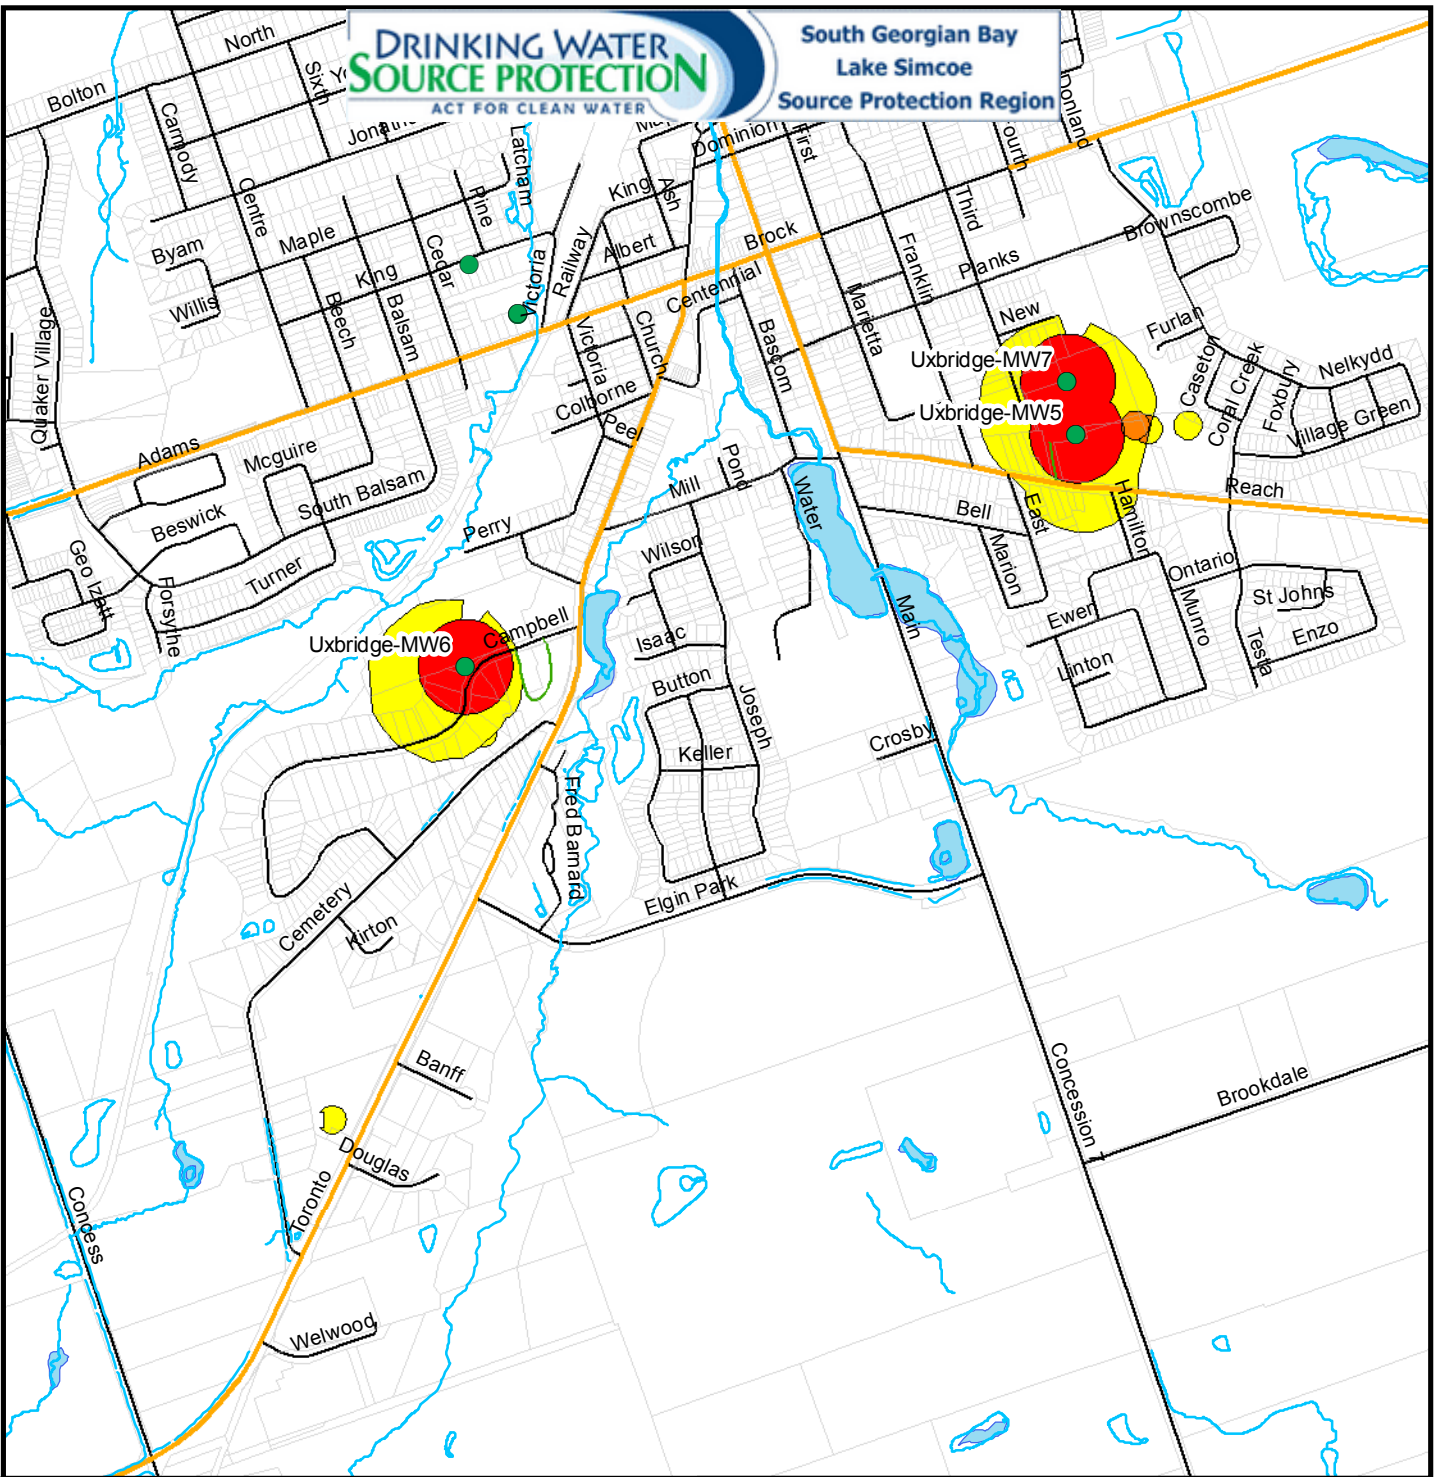 DRINKING WATER
SOURCE PROTECTION
ACT FOR CLEAN WATER
South Georgian Bay
Lake Simcoe
Source Protection Region
North
Bolton
Sixth
Carmody
Latcham
Dominion
First
Fourth
Donland
Centre
Pine
King
Ash
Third
Brownscombe
Byam
Maple
Cedar
Albert
Brock
Franklin
Planks
King
Victoria
Railway
Centennial
Willis
Beech
Balsam
Marietta
New
Furlan
Quaker Village
Victoria
Church
Bascom
Uxbridge-MW7
Caseton
Coral Creek
Foxbury
Nelkydd
Colborne
Uxbridge-MW5
Village Green
Peel
Adams
Mcguire
South Balsam
Pond
Mill
Water
Reach
Beswick
Perry
Bell
East
Hamilton
Geo Izatt
Forsythe
Turner
Wilson
Marion
Ontario
Munro
St Johns
Main
Ewen
Enzo
Testa
Campbell
Uxbridge-MW6
Isaac
Linton
Button
Joseph
Crosby
Keller
Fred Barnard
Elgin Park
Cemetery
Kirton
Banff
Concession 7
Brookdale
Douglas
Toronto
Concess
Welwood